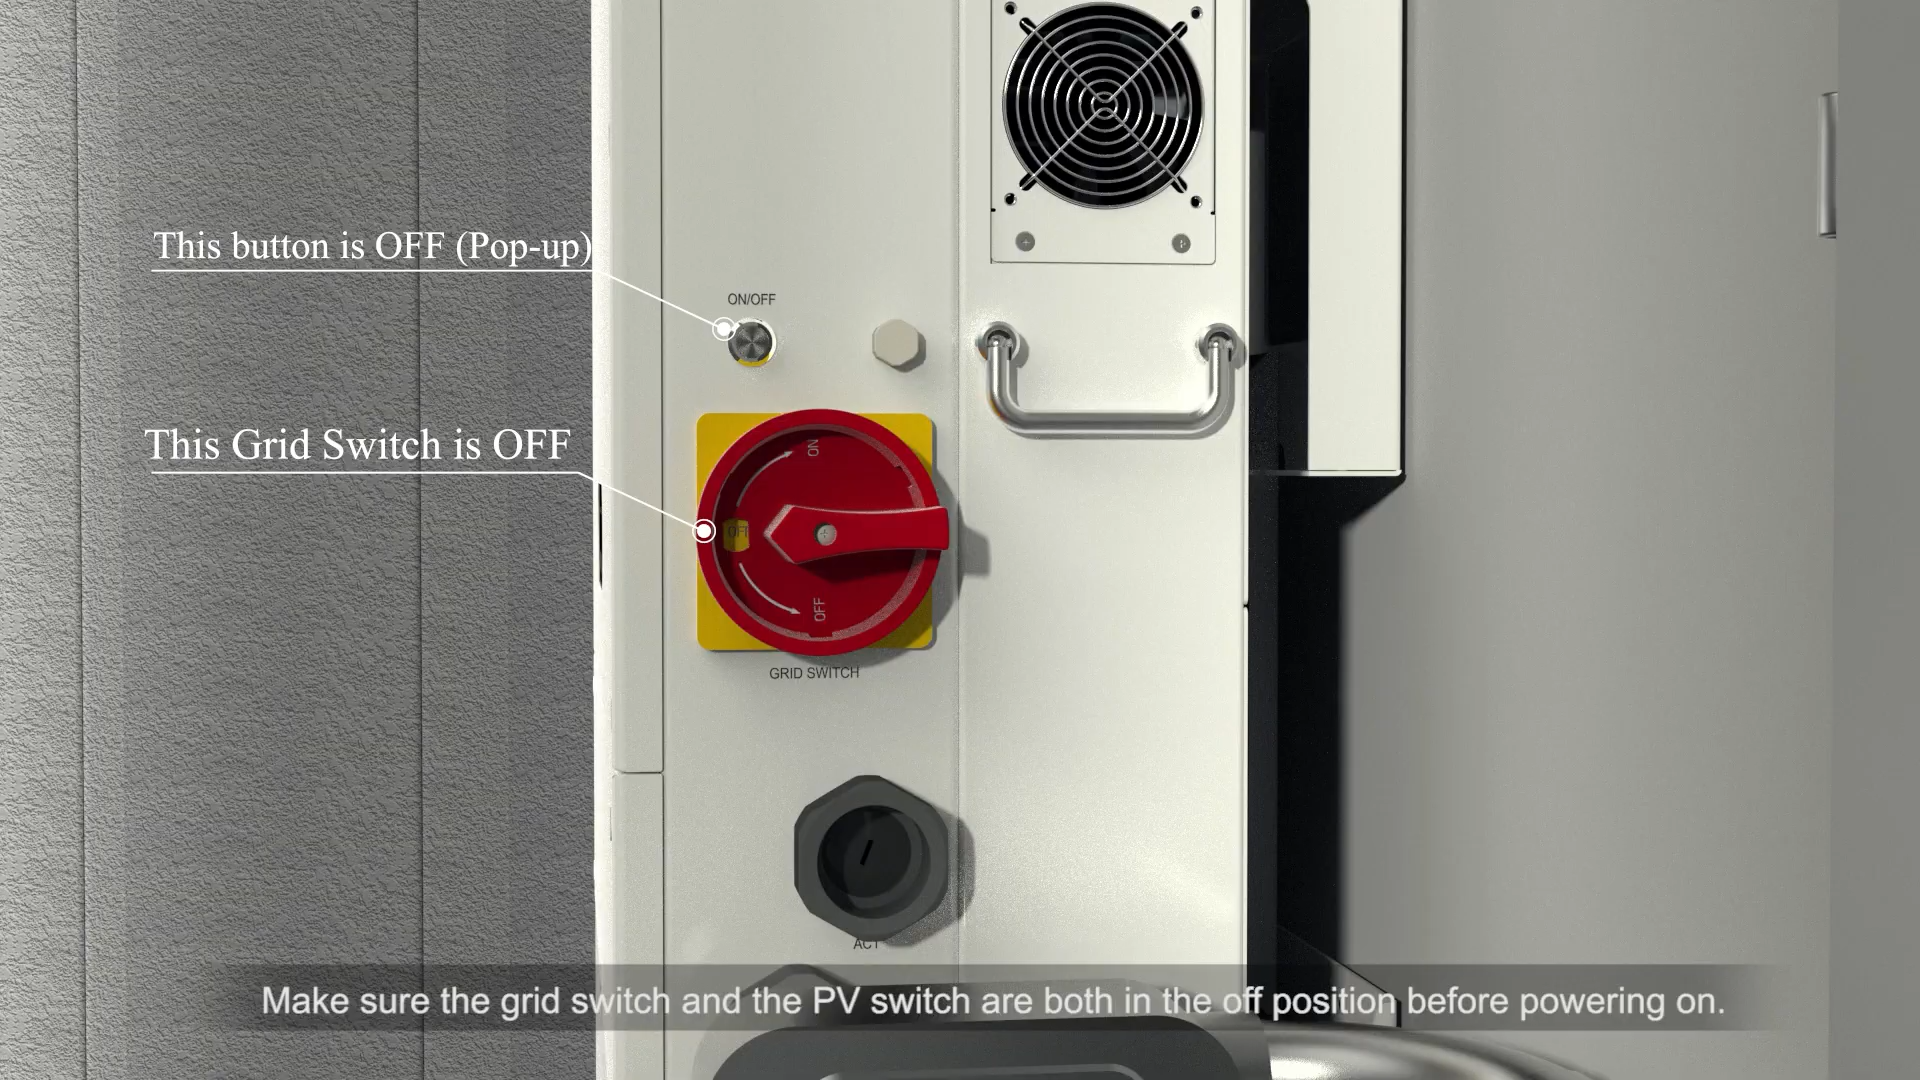 This button is OFF (Pop-up)
ON/OFF
This Grid Switch is OFF
ON
OFF
OFF
GRID SWITCH
Make sure the grid switch and the PV switch are both in the off position before powering on.